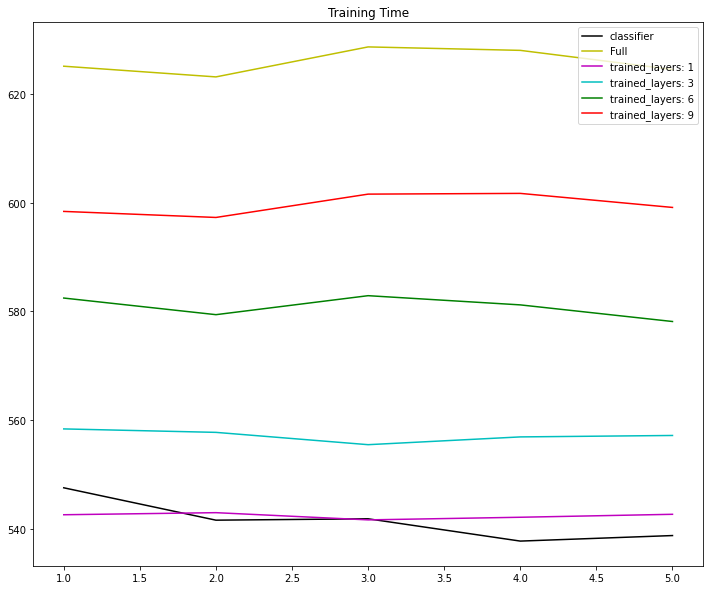 Training Time
classifier
Full
trained_layers: 1
trained_layers: 3
trained_layers: 6
trained_layers: 9
620
600
580
560
540
1.0 1.5 2.0 2.5 3.0 3.5 4.0 4.5 5.0